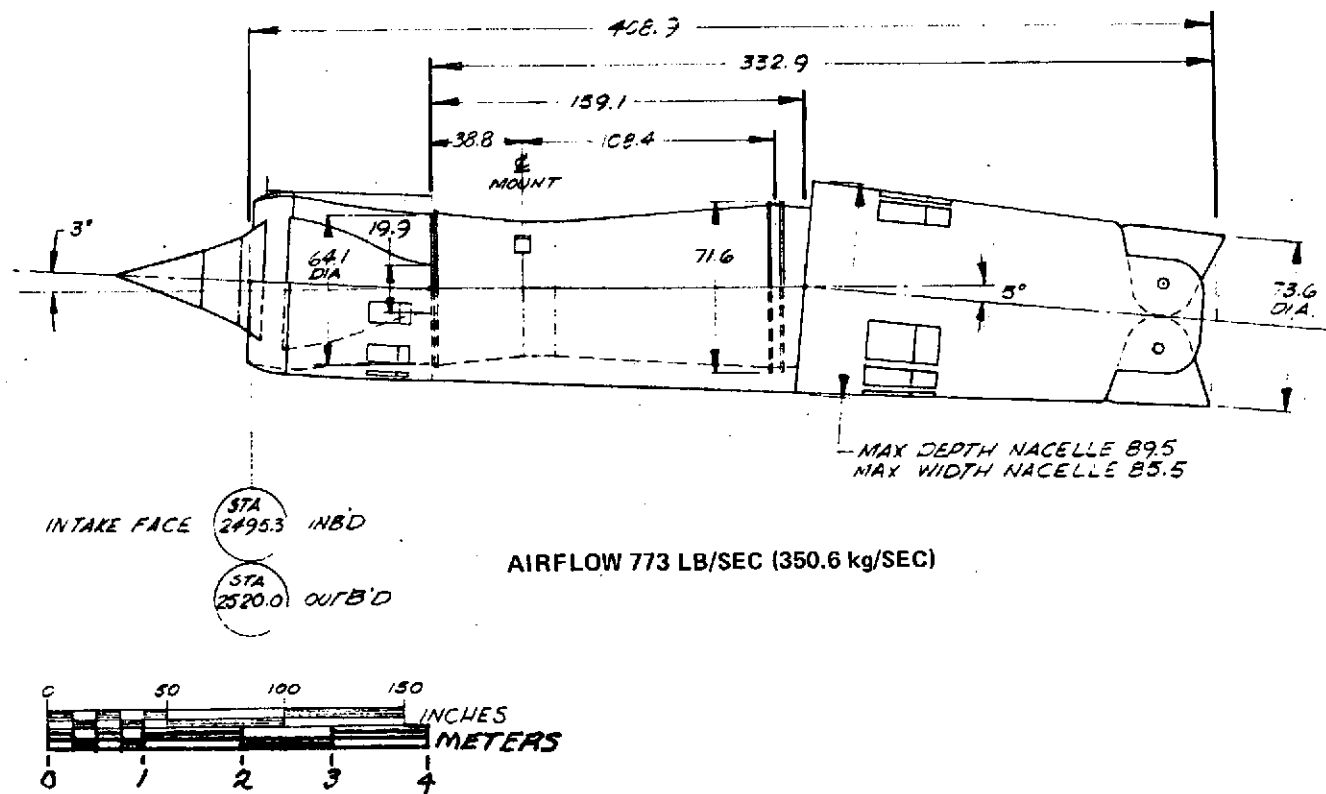 408.9
332.9
159.1
38.8
108.4
℄
MOUNT
3°
19.9
64.1
DIA
71.6
5°
73.6
DIA.
MAX DEPTH NACELLE 89.5
MAX WIDTH NACELLE 85.5
INTAKE FACE
STA
2495.3
INB'D
STA
2520.0
OUTB'D
AIRFLOW 773 LB/SEC (350.6 kg/SEC)
0 50 100 150
INCHES
METERS
0 1 2 3 4